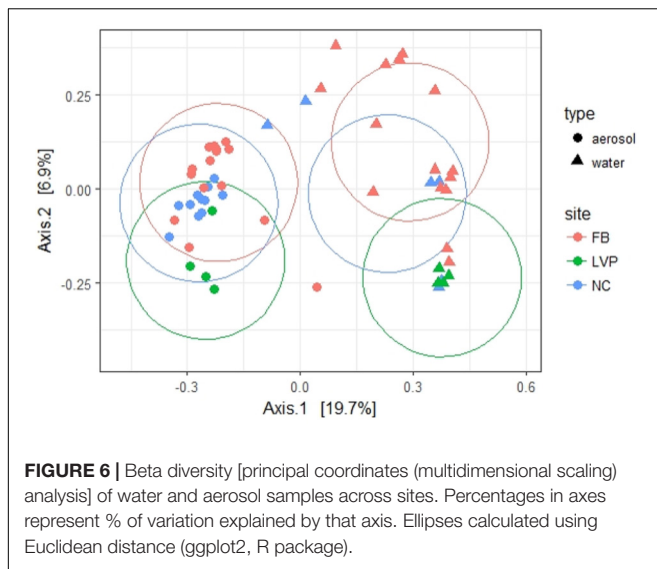 0.25
0.00
-0.25
Axis.2 [6.9%]
-0.3
0.0
0.3
0.6
Axis.1 [19.7%]
type
aerosol
water
site
FB
LVP
NC
FIGURE 6 | Beta diversity [principal coordinates (multidimensional scaling)
analysis] of water and aerosol samples across sites. Percentages in axes
represent % of variation explained by that axis. Ellipses calculated using
Euclidean distance (ggplot2, R package).